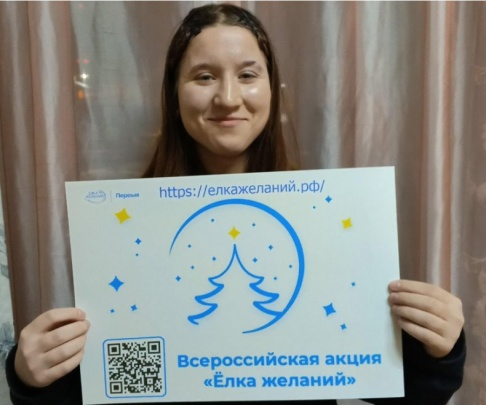 Первые
https://елкажеланий.рф/
Всероссийская акция
«Ёлка желаний»